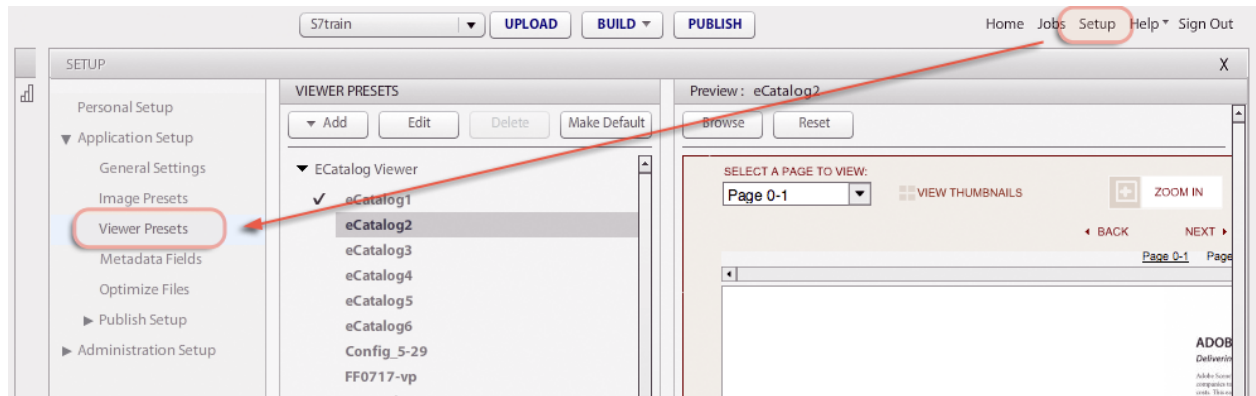 S7train
UPLOAD
BUILD
PUBLISH
Home Jobs Setup Help Sign Out
SETUP
X
Personal Setup
Application Setup
General Settings
Image Presets
Viewer Presets
Metadata Fields
Optimize Files
Publish Setup
Administration Setup
VIEWER PRESETS
Add
Edit
Delete
Make Default
ECatalog Viewer
eCatalog1
eCatalog2
eCatalog3
eCatalog4
eCatalog5
eCatalog6
Config_5-29
FF0717-vp
Preview : eCatalog2
Browse
Reset
SELECT A PAGE TO VIEW:
Page 0-1
VIEW THUMBNAILS
ZOOM IN
BACK
NEXT
Page 0-1 Page
ADOB
Deliverin